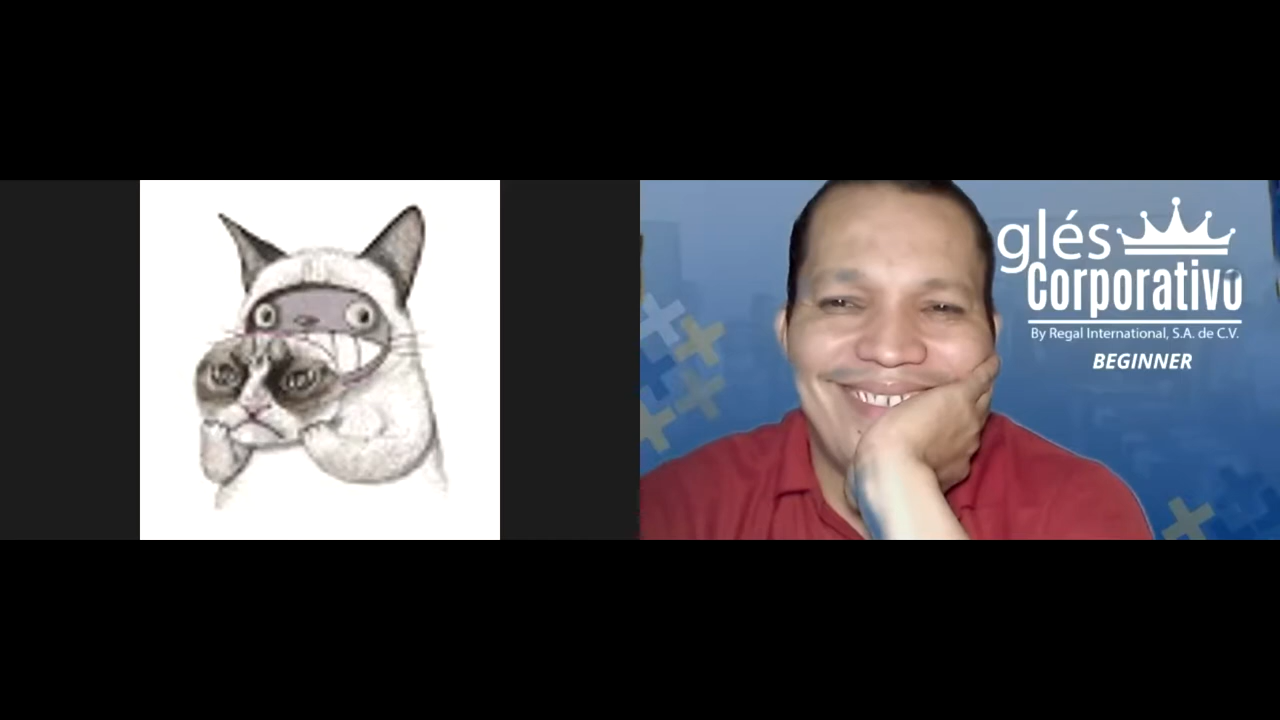 glés
Corporativo
By Regal International, S.A. de C.V.
BEGINNER